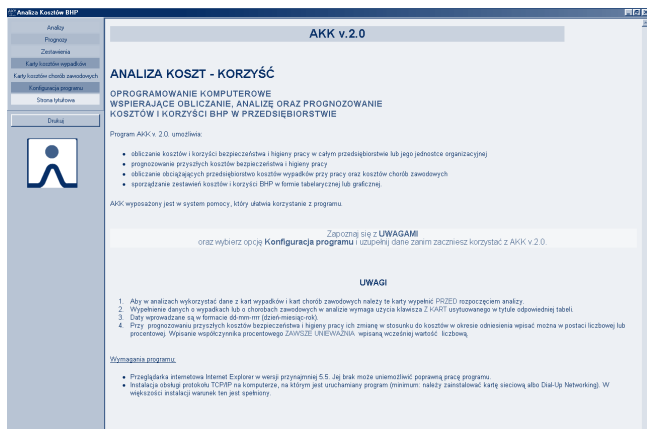 Analiza Kosztów BHP
Analizy
Prognozy
Zestawienia
Karty kosztów wypadków
Karty kosztów chorób zawodowych
Konfiguracja programu
Strona tytułowa
Drukuj
AKK v.2.0
ANALIZA KOSZT - KORZYŚĆ
OPROGRAMOWANIE KOMPUTEROWE
WSPIERAJĄCE OBLICZANIE, ANALIZĘ ORAZ PROGNOZOWANIE
KOSZTÓW I KORZYŚCI BHP W PRZEDSIĘBIORSTWIE
Program AKK v. 2.0. umożliwia:
• obliczanie kosztów i korzyści bezpieczeństwa i higieny pracy w całym przedsiębiorstwie lub jego jednostce organizacyjnej
• prognozowanie przyszłych kosztów bezpieczeństwa i higieny pracy
• obliczanie obciążających przedsiębiorstwo kosztów wypadków przy pracy oraz kosztów chorób zawodowych
• sporządzanie zestawień kosztów i korzyści BHP w formie tabelarycznej lub graficznej.
AKK wyposażony jest w system pomocy, który ułatwia korzystanie z programu.
Zapoznaj się z UWAGAMI
oraz wybierz opcję Konfiguracja programu i uzupełnij dane zanim zaczniesz korzystać z AKK v.2.0.
UWAGI
1. Aby w analizach wykorzystać dane z kart wypadków i kart chorób zawodowych należy te karty wypełnić PRZED rozpoczęciem analizy.
2. Wypełnienie danych o wypadkach lub o chorobach zawodowych w analizie wymaga użycia klawisza Z KART usytuowanego w tytule odpowiedniej tabeli.
3. Daty wprowadzane są w formacie dd-mm-rr (dzień-miesiąc-rok).
4. Przy prognozowaniu przyszłych kosztów bezpieczeństwa i higieny pracy ich zmianę w stosunku do kosztów w okresie odniesienia wpisać można w postaci liczbowej lub
procentowej. Wpisanie współczynnika procentowego ZAWSZE UNIEWAŻNIA wpisaną wcześniej wartość liczbową.
Wymagania programu:
• Przeglądarka internetowa Internet Explorer w wersji przynajmniej 5.5. Jej brak może uniemożliwić poprawną pracę programu.
• Instalacja obsługi protokołu TCP/IP na komputerze, na którym jest uruchamiany program (minimum: należy zainstalować kartę sieciową albo Dial-Up Networking). W
większości instalacji warunek ten jest spełniony.